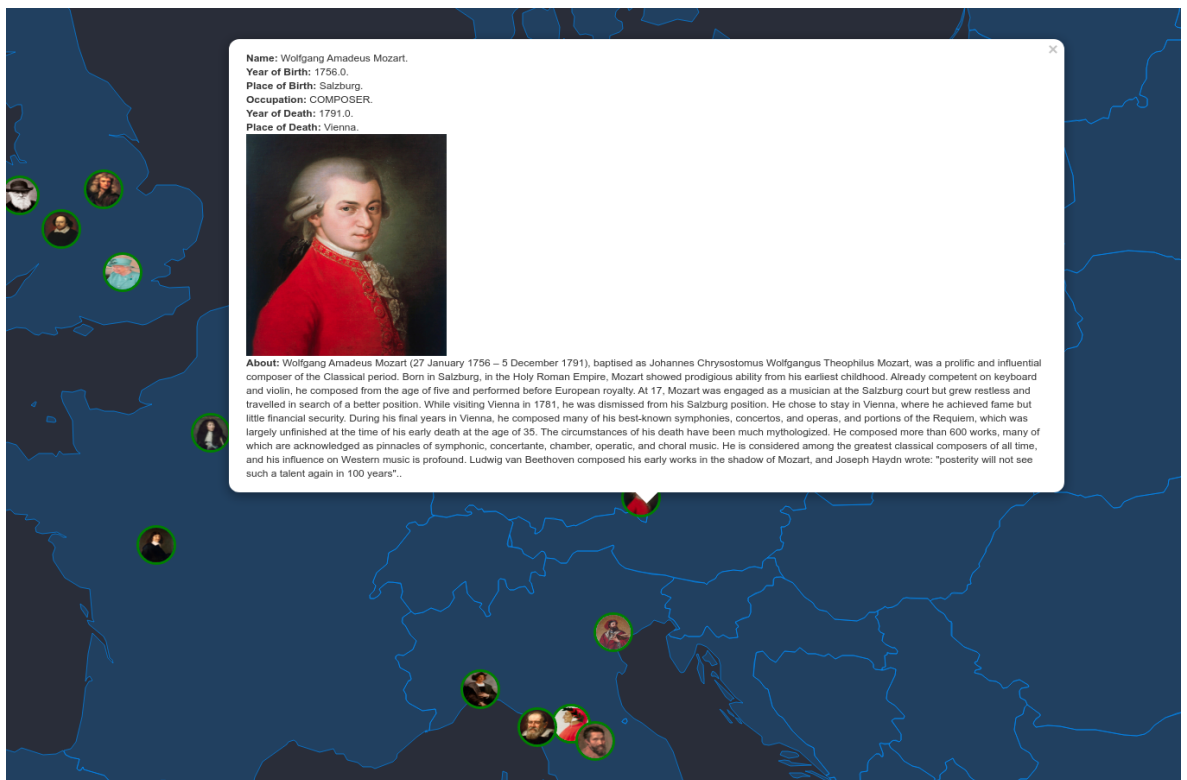 ×
Name: Wolfgang Amadeus Mozart.
Year of Birth: 1756.0.
Place of Birth: Salzburg.
Occupation: COMPOSER.
Year of Death: 1791.0.
Place of Death: Vienna.
About: Wolfgang Amadeus Mozart (27 January 1756 – 5 December 1791), baptised as Johannes Chrysostomus Wolfgangus Theophilus Mozart, was a prolific and influential
composer of the Classical period. Born in Salzburg, in the Holy Roman Empire, Mozart showed prodigious ability from his earliest childhood. Already competent on keyboard
and violin, he composed from the age of five and performed before European royalty. At 17, Mozart was engaged as a musician at the Salzburg court but grew restless and
travelled in search of a better position. While visiting Vienna in 1781, he was dismissed from his Salzburg position. He chose to stay in Vienna, where he achieved fame but
little financial security. During his final years in Vienna, he composed many of his best-known symphonies, concertos, and operas, and portions of the Requiem, which was
largely unfinished at the time of his early death at the age of 35. The circumstances of his death have been much mythologized. He composed more than 600 works, many of
which are acknowledged as pinnacles of symphonic, concertante, chamber, operatic, and choral music. He is considered among the greatest classical composers of all time,
and his influence on Western music is profound. Ludwig van Beethoven composed his early works in the shadow of Mozart, and Joseph Haydn wrote: "posterity will not see
such a talent again in 100 years"..